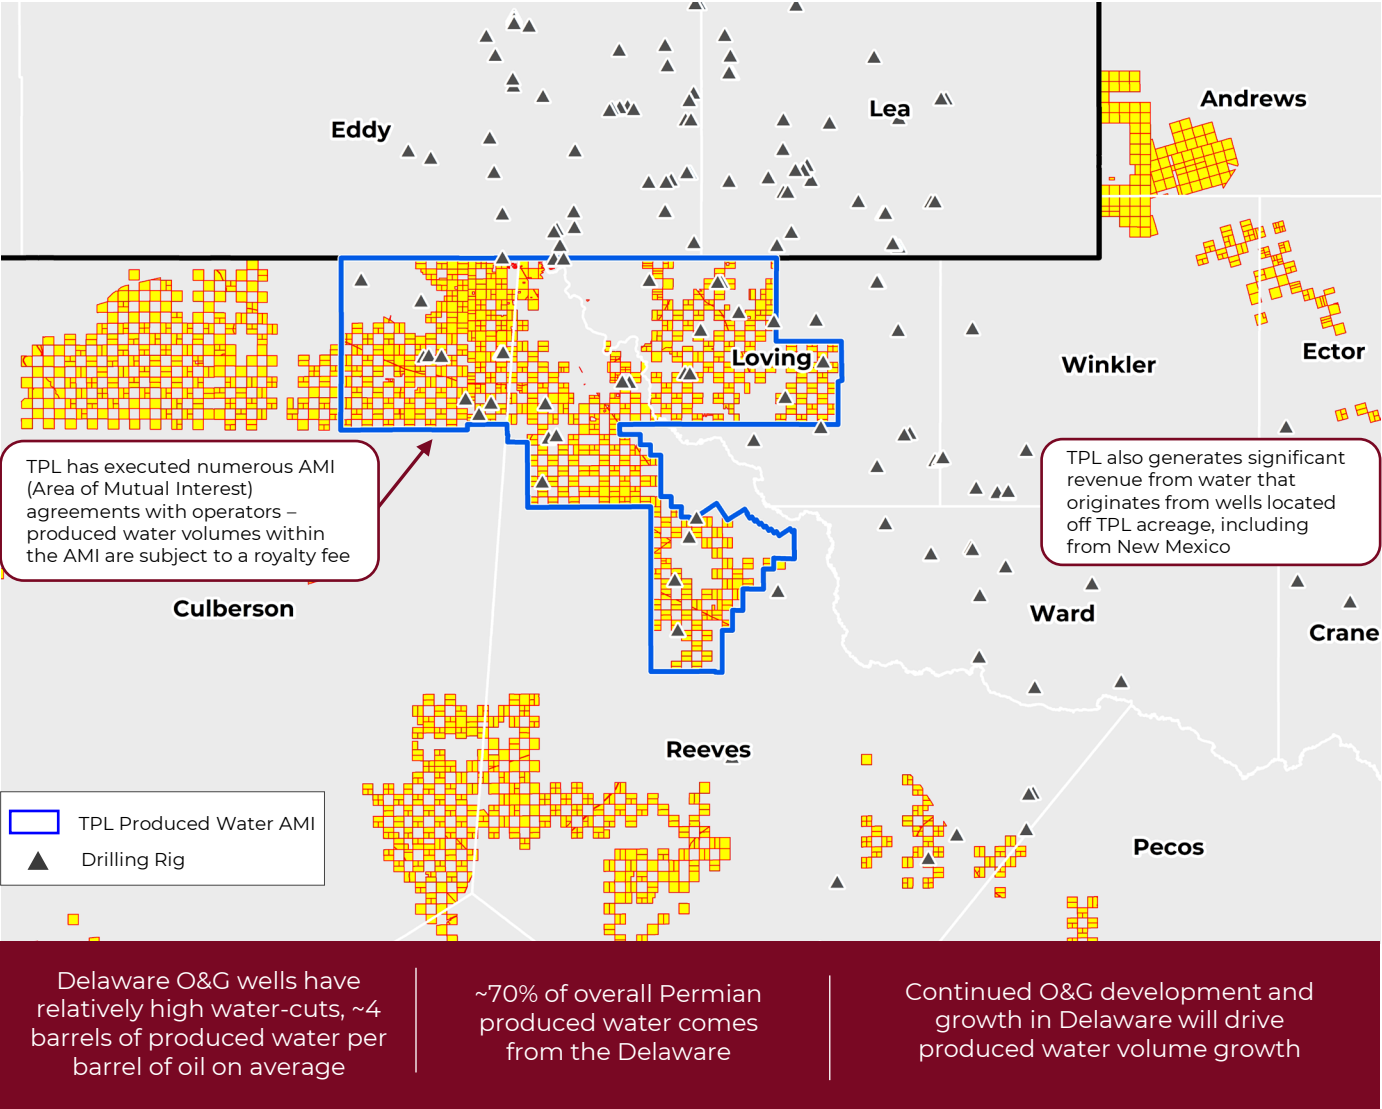 Eddy
Lea
Andrews
Loving
Winkler
Ector
TPL has executed numerous AMI
(Area of Mutual Interest)
agreements with operators –
produced water volumes within
the AMI are subject to a royalty fee
TPL also generates significant
revenue from water that
originates from wells located
off TPL acreage, including
from New Mexico
Culberson
Ward
Crane
Reeves
Pecos
TPL Produced Water AMI
Drilling Rig
Delaware O&G wells have
relatively high water-cuts, ~4
barrels of produced water per
barrel of oil on average
~70% of overall Permian
produced water comes
from the Delaware
Continued O&G development and
growth in Delaware will drive
produced water volume growth